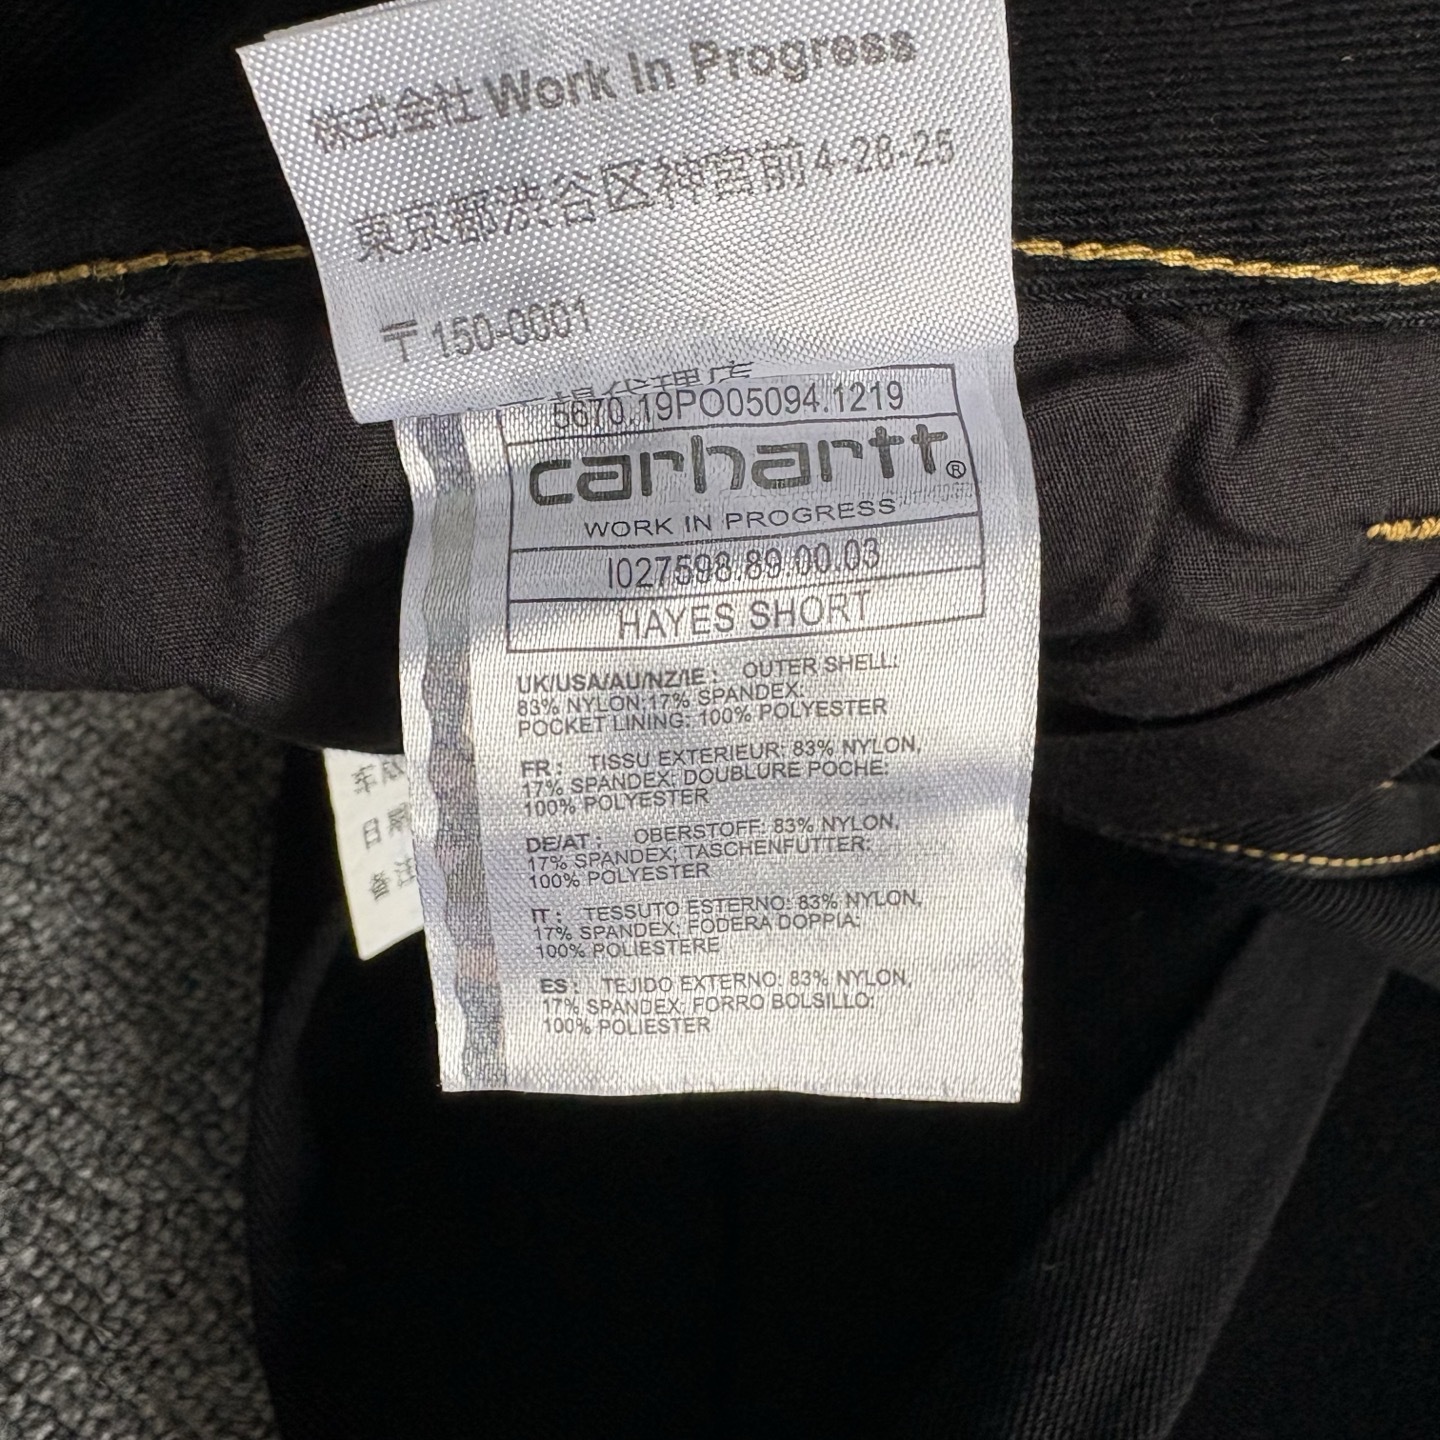 株式会社 Work In Progress
東京都渋谷区神宮前4-26-25
〒150-0001
5670.19PO05094.1219
carhartt®
WORK IN PROGRESS
I027598.89.00.03
HAYES SHORT
UK/USA/AU/NZ/IE : OUTER SHELL:
83% NYLON;17% SPANDEX:
POCKET LINING: 100% POLYESTER
FR : TISSU EXTERIEUR: 83% NYLON,
17% SPANDEX; DOUBLURE POCHE:
100% POLYESTER
DE/AT : OBERSTOFF: 83% NYLON,
17% SPANDEX; TASCHENFUTTER:
100% POLYESTER
IT : TESSUTO ESTERNO: 83% NYLON,
17% SPANDEX; FODERA DOPPIA:
100% POLIESTERE
ES : TEJIDO EXTERNO: 83% NYLON,
17% SPANDEX; FORRO BOLSILLO:
100% POLIESTER
日
备注